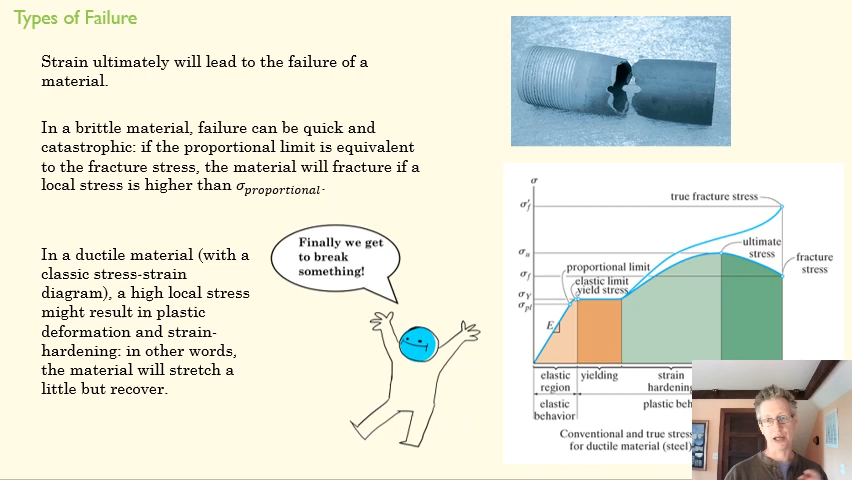 Types of Failure
Strain ultimately will lead to the failure of a
material.
In a brittle material, failure can be quick and
catastrophic: if the proportional limit is equivalent
to the fracture stress, the material will fracture if a
local stress is higher than σproportional.
In a ductile material (with a
classic stress-strain
diagram), a high local stress
might result in plastic
deformation and strain-
hardening: in other words,
the material will stretch a
little but recover.
Finally we get
to break
something!
σ
true fracture stress
σ'f
ultimate
stress
σu
fracture
stress
proportional limit
σf
elastic limit
yield stress
σY
σpl
E
elastic
region
yielding
strain
hardening
elastic
behavior
plastic
Conventional and true stress
for ductile material (steel)